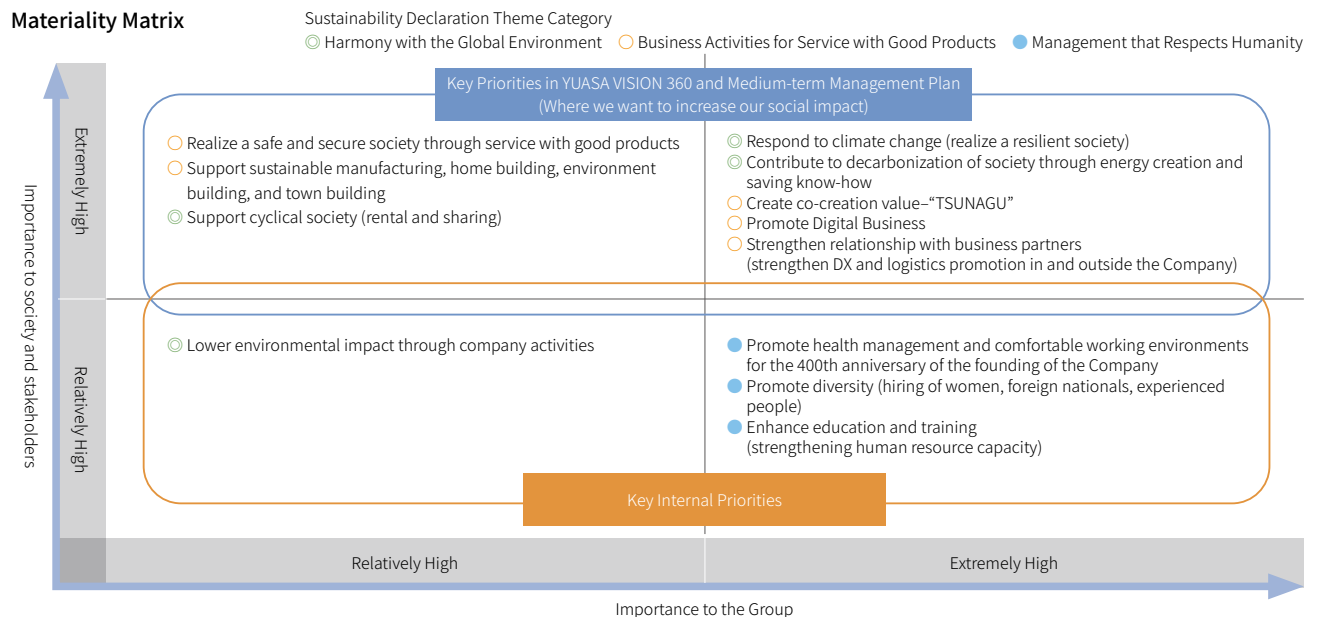 Materiality Matrix
Sustainability Declaration Theme Category
Harmony with the Global Environment
Business Activities for Service with Good Products
Management that Respects Humanity
Key Priorities in YUASA VISION 360 and Medium-term Management Plan
(Where we want to increase our social impact)
Importance to society and stakeholders
Extremely High
Realize a safe and secure society through service with good products
Support sustainable manufacturing, home building, environment
building, and town building
Support cyclical society (rental and sharing)
Respond to climate change (realize a resilient society)
Contribute to decarbonization of society through energy creation and
saving know-how
Create co-creation value–“TSUNAGU”
Promote Digital Business
Strengthen relationship with business partners
(strengthen DX and logistics promotion in and outside the Company)
Relatively High
Lower environmental impact through company activities
Promote health management and comfortable working environments
for the 400th anniversary of the founding of the Company
Promote diversity (hiring of women, foreign nationals, experienced
people)
Enhance education and training
(strengthening human resource capacity)
Key Internal Priorities
Relatively High
Extremely High
Importance to the Group